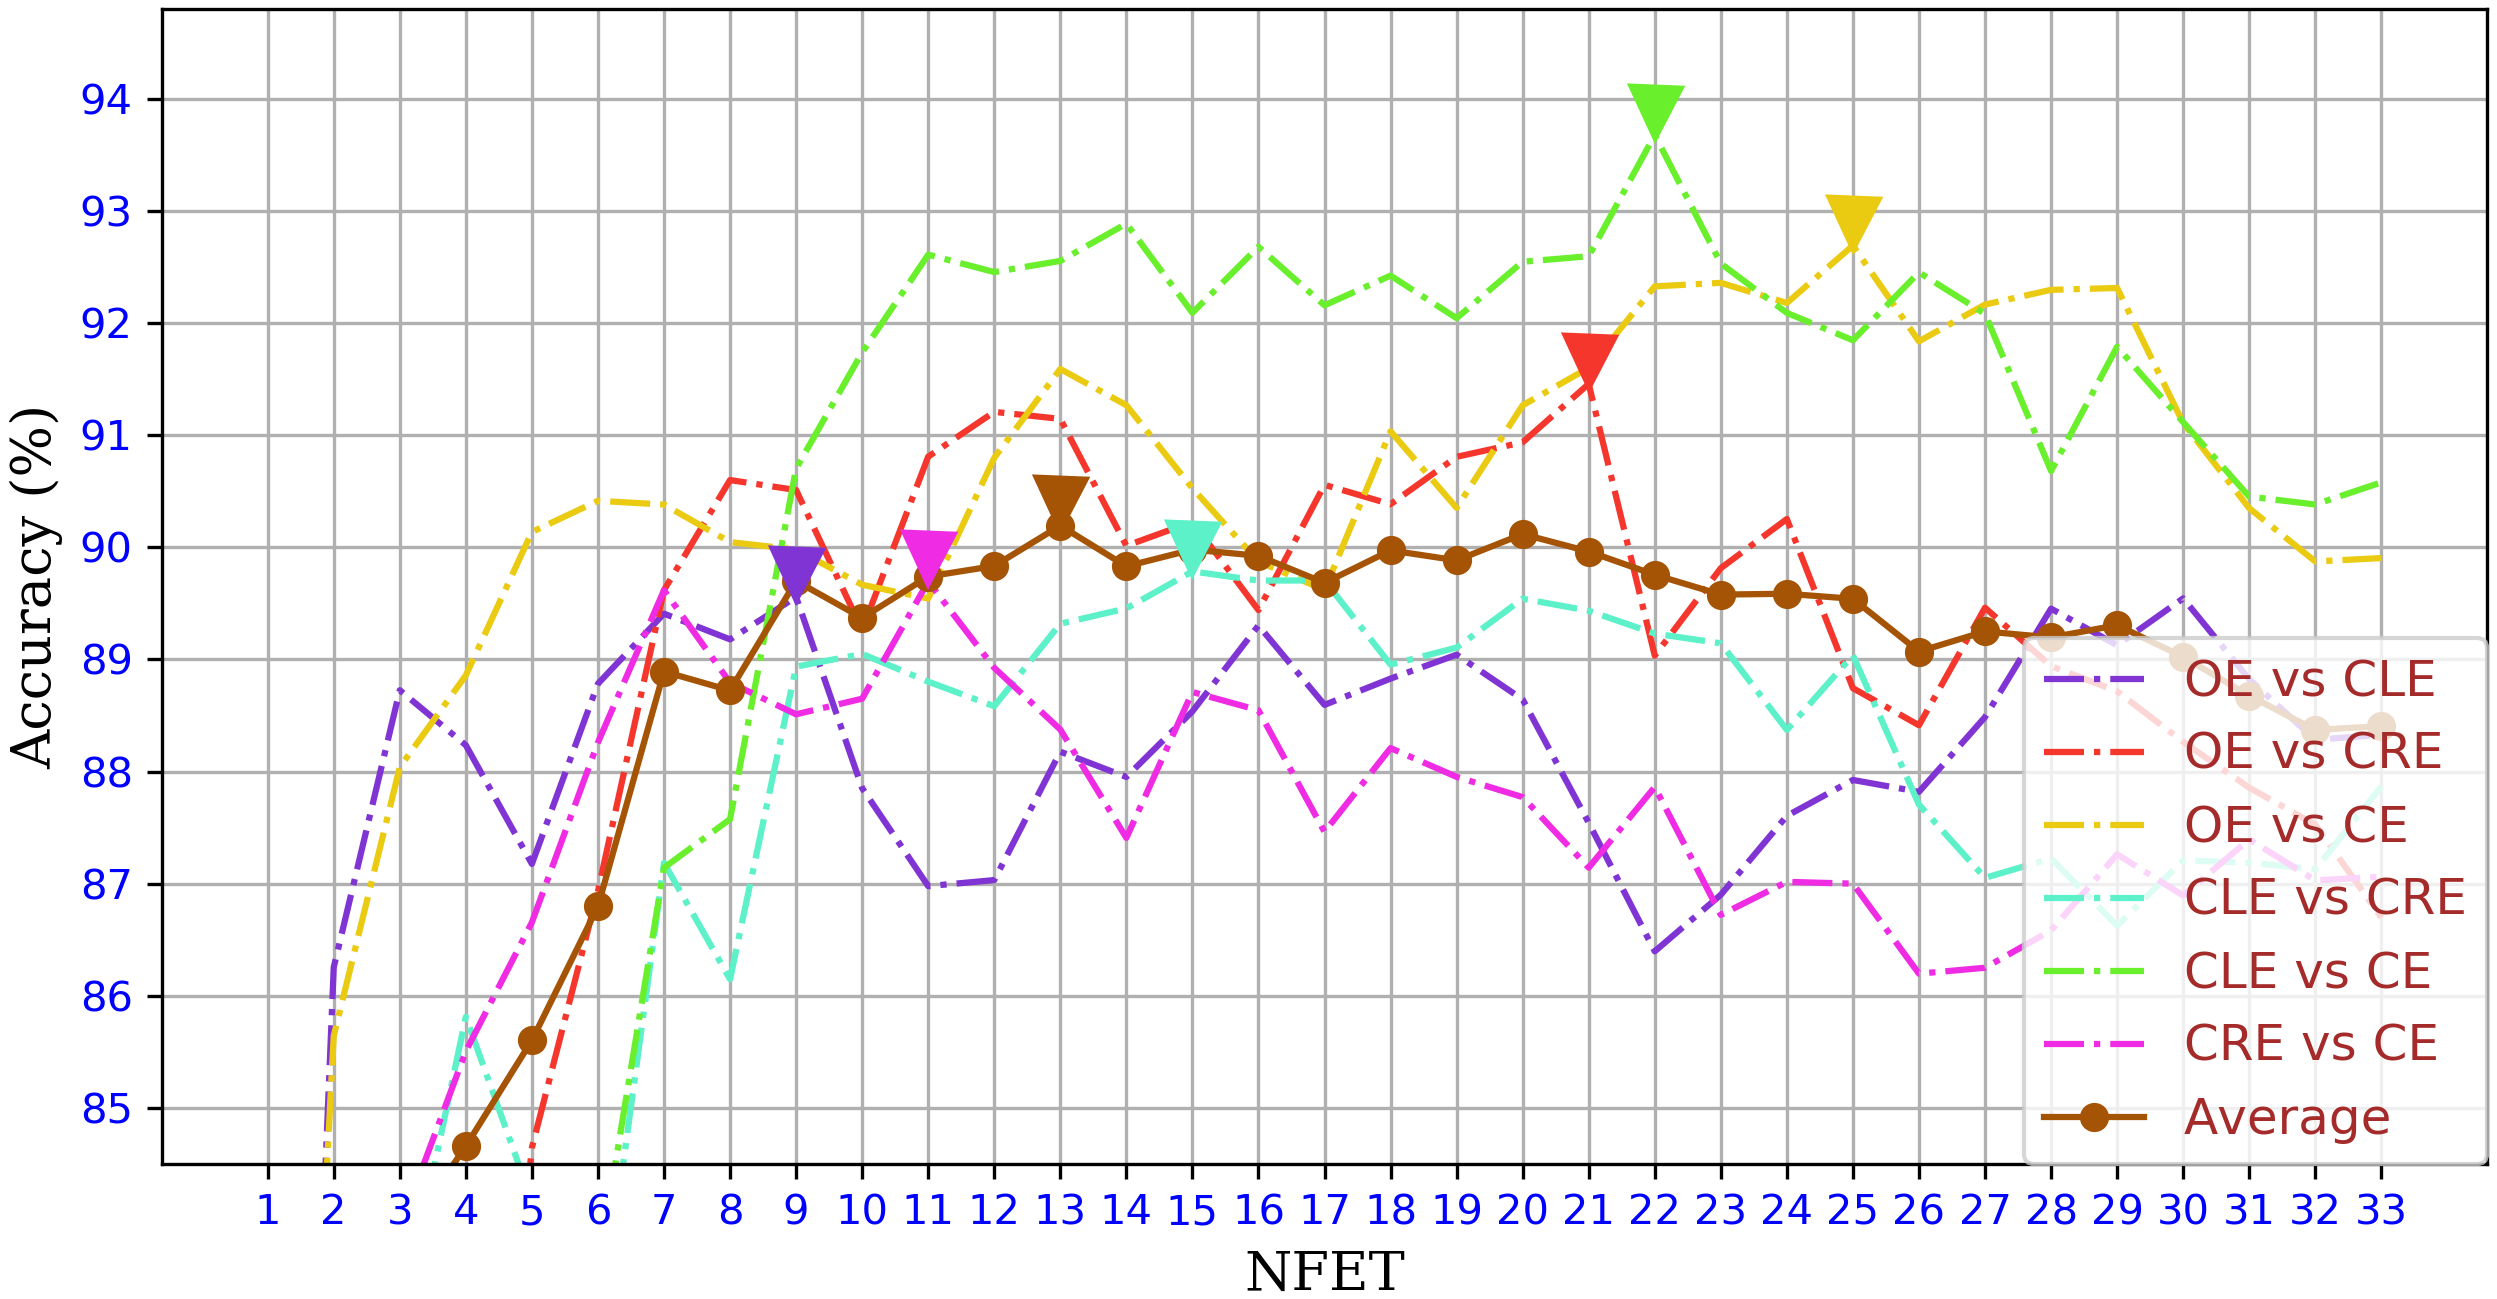 94
93
92
91
90
89
88
87
86
85
Accuracy (%)
OE vs CLE
OE vs CRE
OE vs CE
CLE vs CRE
CLE vs CE
CRE vs CE
Average
1 2 3 4 5 6 7 8 9 10 11 12 13 14 15 16 17 18 19 20 21 22 23 24 25 26 27 28 29 30 31 32 33
NFET